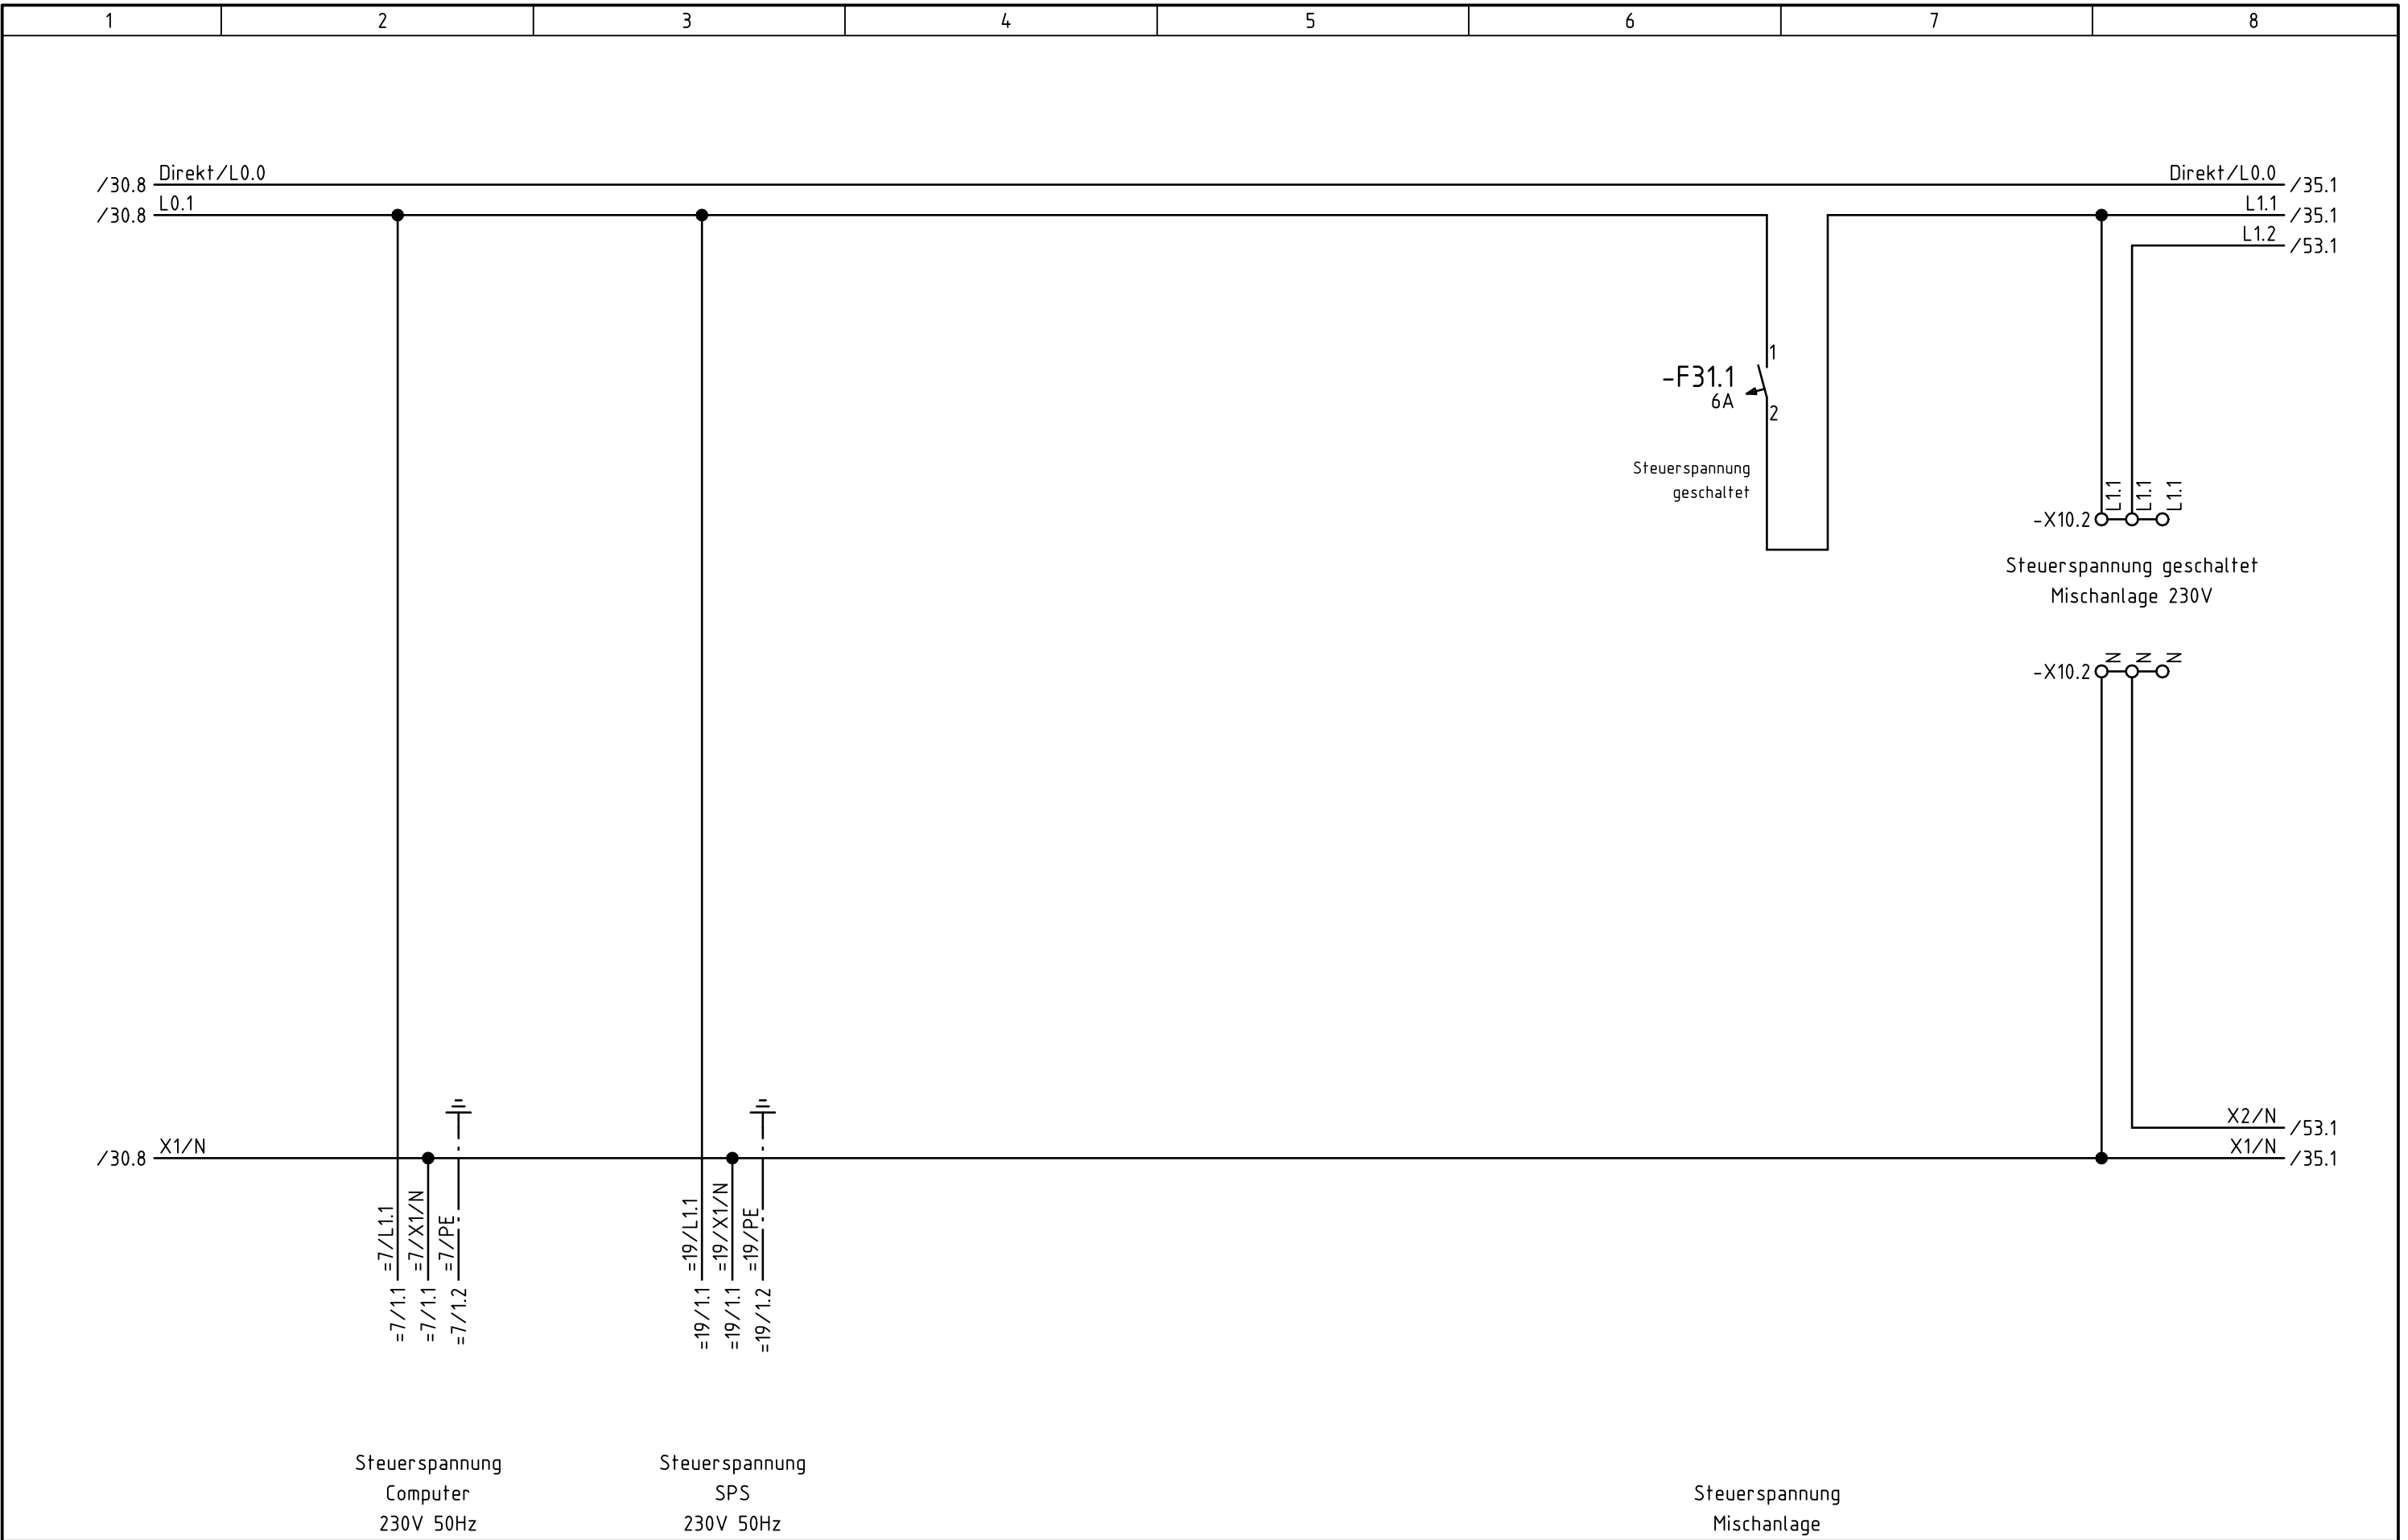 1 2 3 4 5 6 7 8
/30.8 Direkt/L0.0 Direkt/L0.0 /35.1
/30.8 L0.1 L1.1 /35.1
L1.2 /53.1
1
-F31.1
6A
2
Steuerspannung
geschaltet
L1.1 L1.1 L1.1
-X10.2
Steuerspannung geschaltet
Mischanlage 230V
N N N
-X10.2
X2/N /53.1
/30.8 X1/N X1/N /35.1
=7/L1.1
=7/X1/N
=7/PE
=19/L1.1
=19/X1/N
=19/PE
=7/1.1
=7/1.1
=7/1.2
=19/1.1
=19/1.1
=19/1.2
Steuerspannung
Computer
230V 50Hz
Steuerspannung
SPS
230V 50Hz
Steuerspannung
Mischanlage